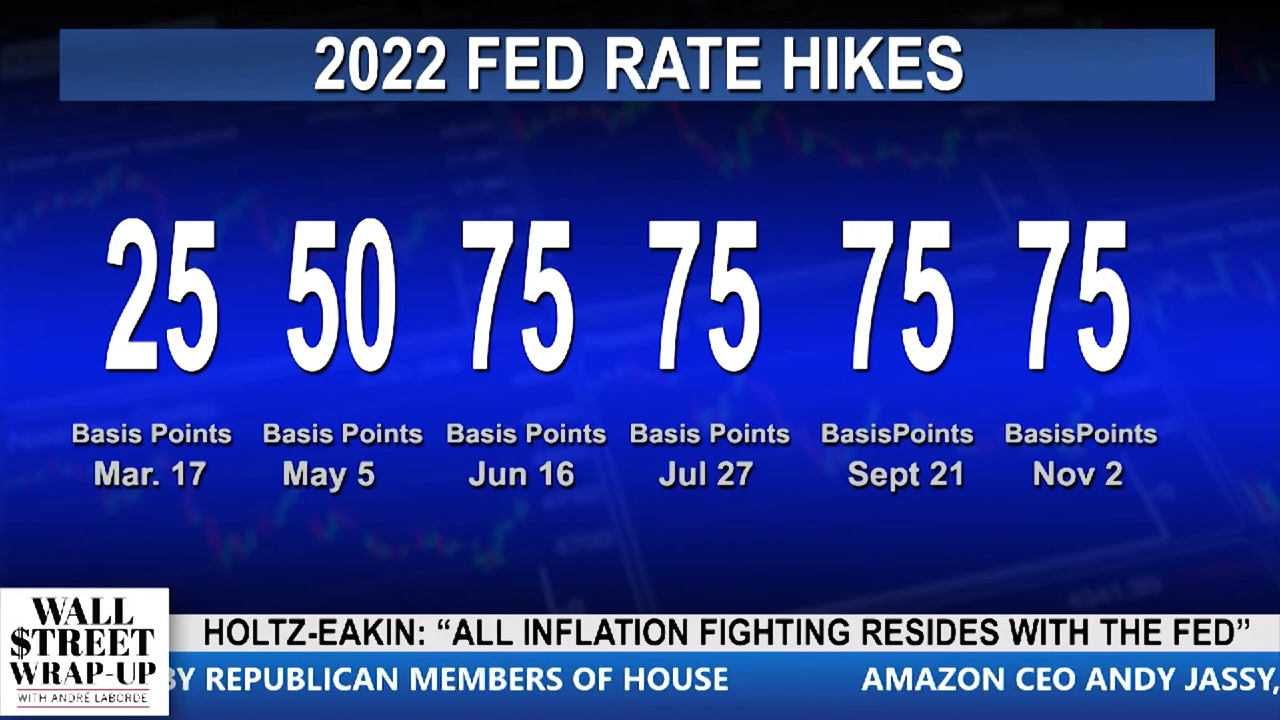 2022 FED RATE HIKES
25 50 75 75 75 75
Basis Points Basis Points Basis Points Basis Points BasisPoints BasisPoints
Mar. 17 May 5 Jun 16 Jul 27 Sept 21 Nov 2
WALL
$TREET
WRAP-UP
WITH ANDRÉ LABORDE
HOLTZ-EAKIN: “ALL INFLATION FIGHTING RESIDES WITH THE FED”
BY REPUBLICAN MEMBERS OF HOUSE AMAZON CEO ANDY JASSY,